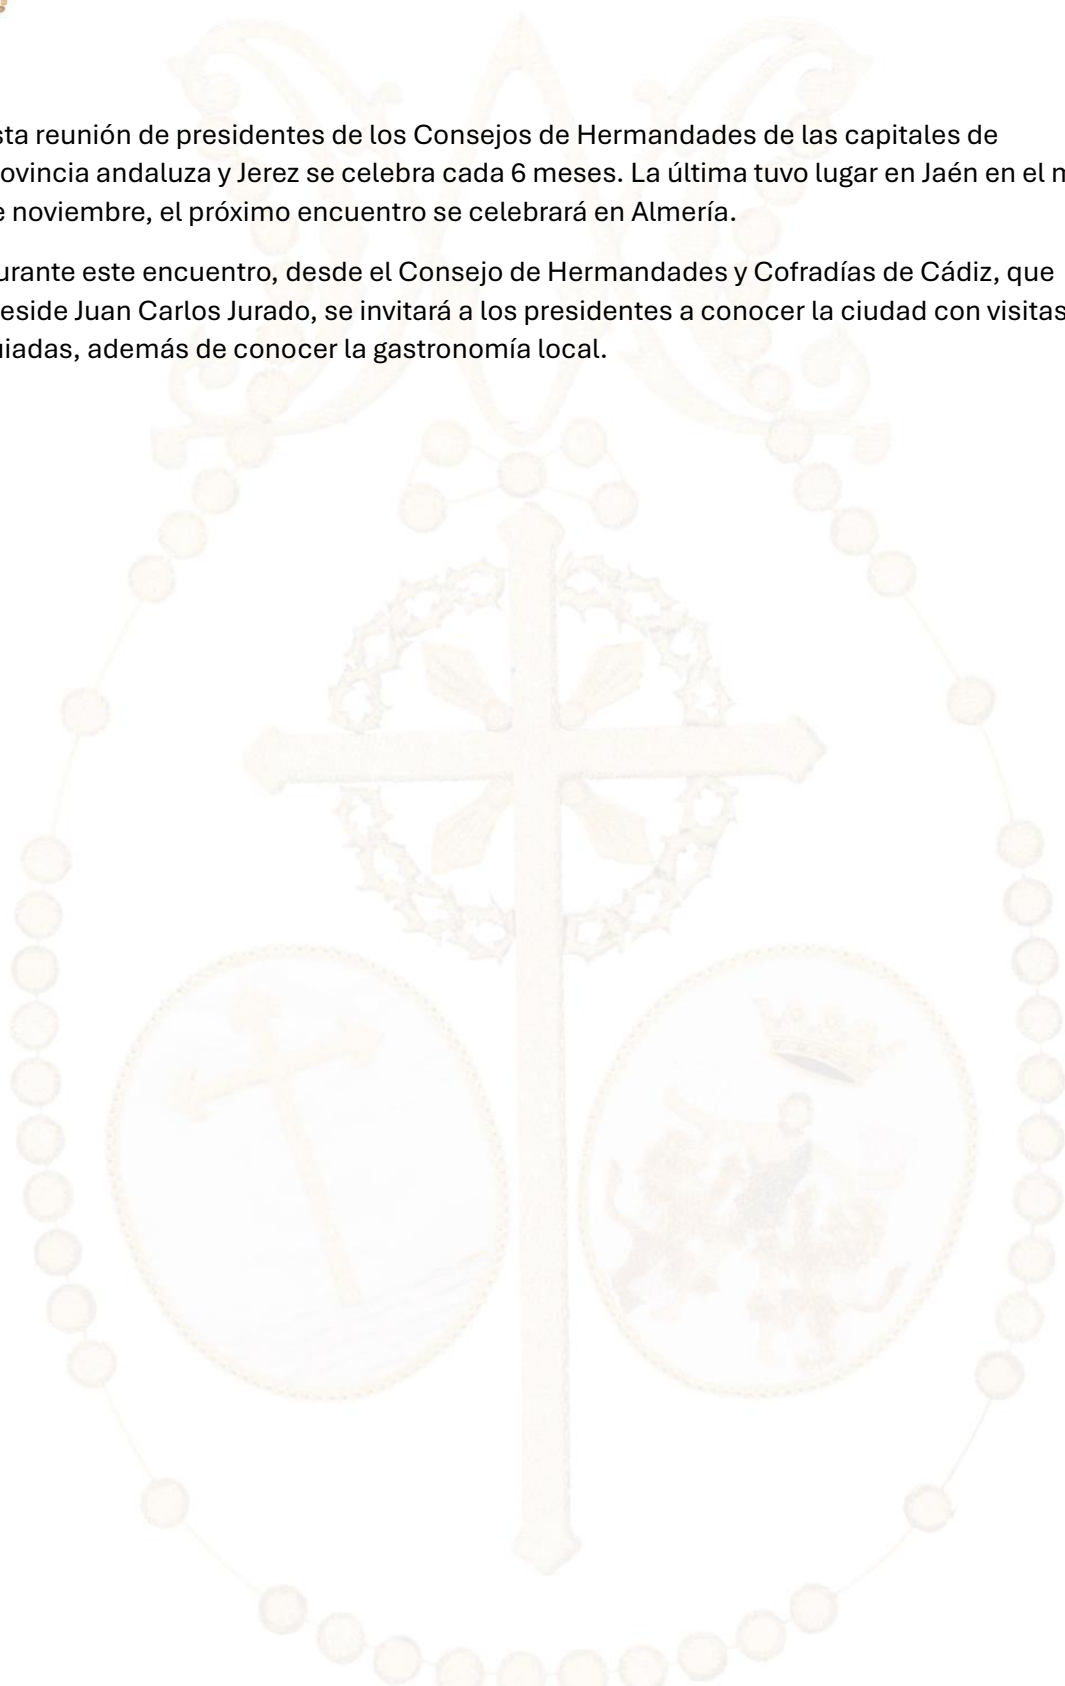 sta reunión de presidentes de los Consejos de Hermandades de las capitales de
ovincia andaluza y Jerez se celebra cada 6 meses. La última tuvo lugar en Jaén en el m
e noviembre, el próximo encuentro se celebrará en Almería.
urante este encuentro, desde el Consejo de Hermandades y Cofradías de Cádiz, que
eside Juan Carlos Jurado, se invitará a los presidentes a conocer la ciudad con visitas
uiadas, además de conocer la gastronomía local.